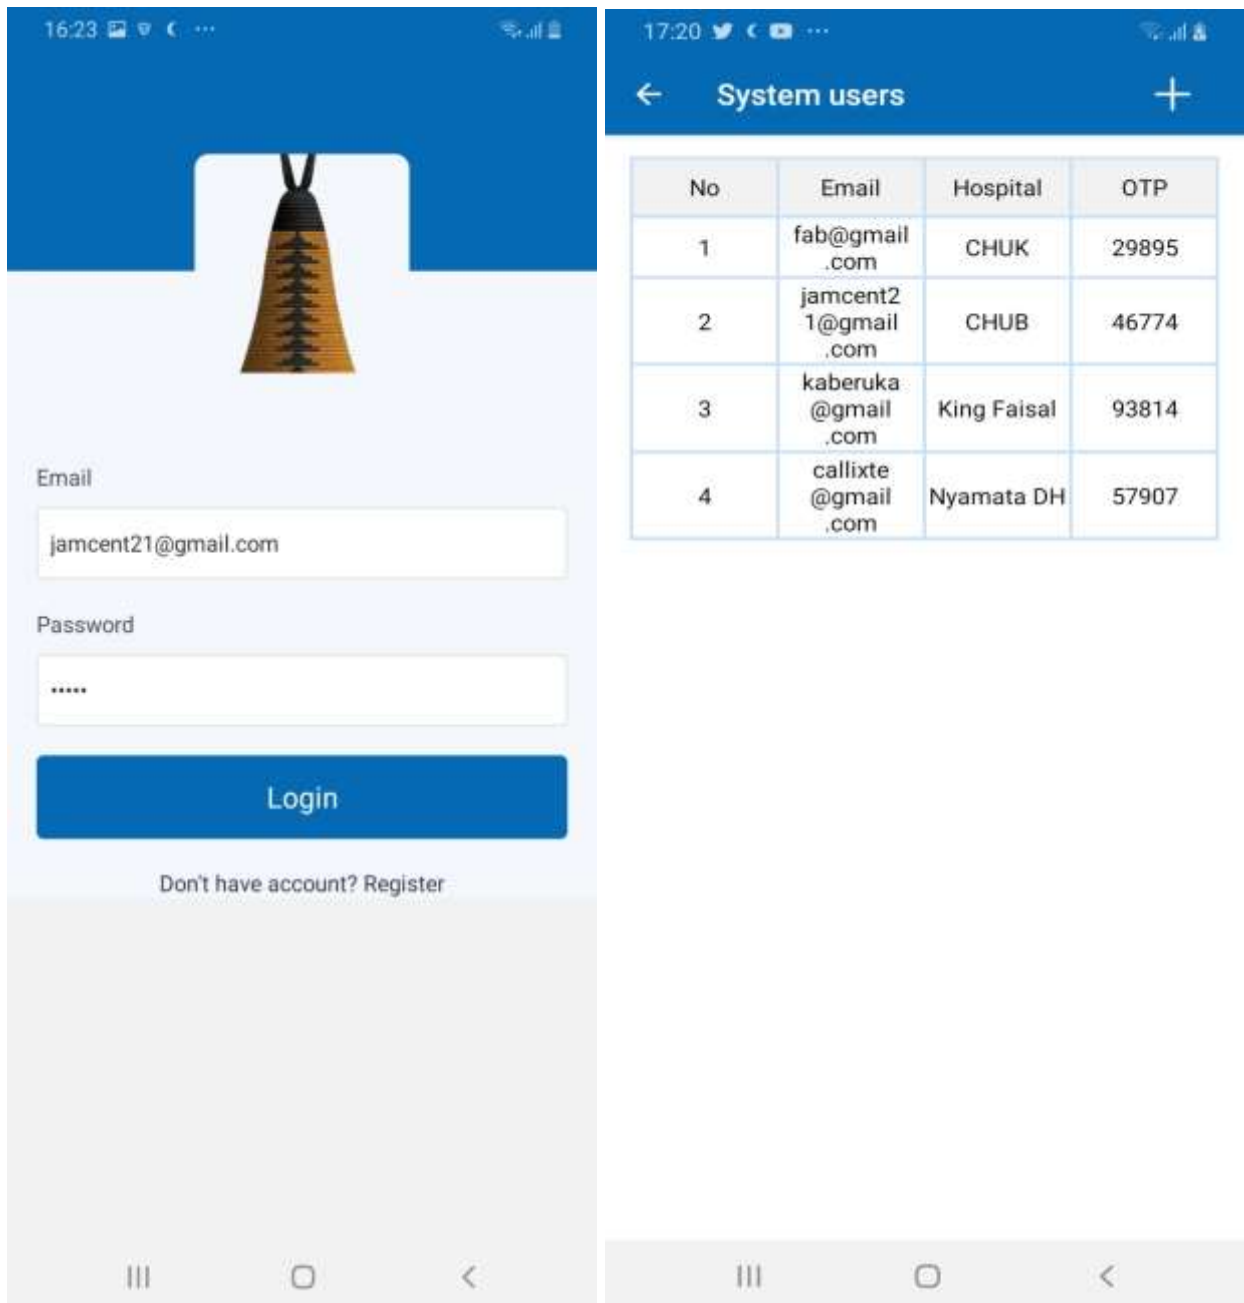 16:23
Email
jamcent21@gmail.com
Password
•••••
Login
Don't have account? Register
17:20
System users
No Email Hospital OTP
1 fab@gmail.com CHUK 29895
2 jamcent21@gmail.com CHUB 46774
3 kaberuka@gmail.com King Faisal 93814
4 callixte@gmail.com Nyamata DH 57907